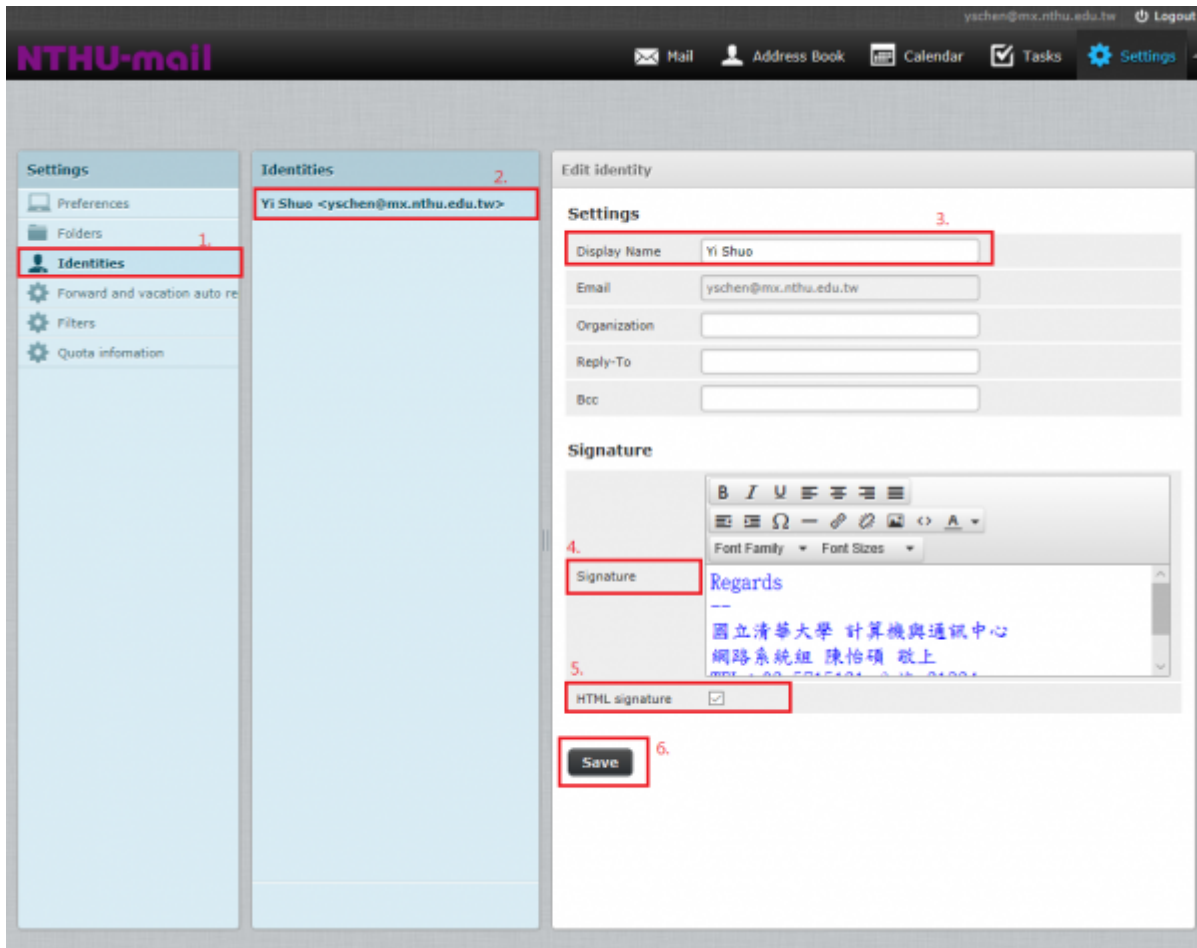 yschen@mx.nthu.edu.tw Logout
NTHU-mail Mail Address Book Calendar Tasks Settings
Settings
Preferences
Folders
1.
Identities
Forward and vacation auto re
Filters
Quota infomation
Identities
2.
Yi Shuo <yschen@mx.nthu.edu.tw>
Edit identity
Settings
3.
Display Name Yi Shuo
Email yschen@mx.nthu.edu.tw
Organization
Reply-To
Bcc
Signature
B I U
Ω <> A
Font Family Font Sizes
4.
Signature
Regards
--
國立清華大學 計算機與通訊中心
網路系統組 陳怡碩 敬上
5.
HTML signature
Save
6.